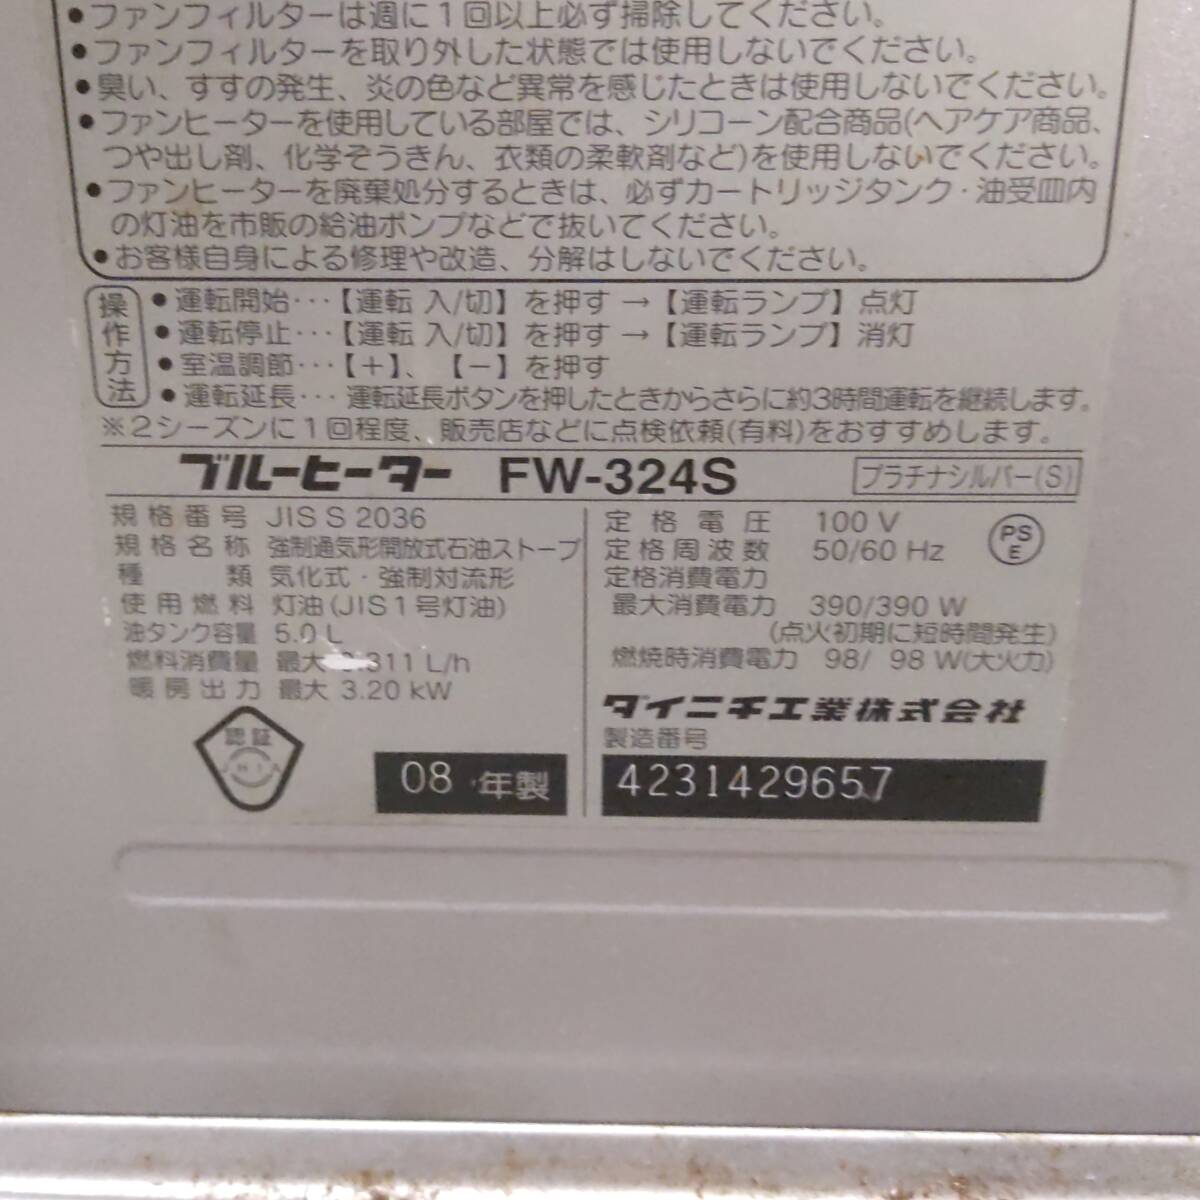 ・ファンフィルターは週に1回以上必ず掃除してください。
・ファンフィルターを取り外した状態では使用しないでください。
・臭い、すすの発生、炎の色など異常を感じたときは使用しないでください。
・ファンヒーターを使用している部屋では、シリコーン配合商品(ヘアケア商品、
つや出し剤、化学ぞうきん、衣類の柔軟剤など)を使用しないでください。
・ファンヒーターを廃棄処分するときは、必ずカートリッジタンク・油受皿内
の灯油を市販の給油ポンプなどで抜いてください。
・お客様自身による修理や改造、分解はしないでください。
操作方法
・運転開始…【運転 入/切】を押す→【運転ランプ】点灯
・運転停止…【運転 入/切】を押す→【運転ランプ】消灯
・室温調節…【+】、【−】を押す
・運転延長…運転延長ボタンを押したときからさらに約3時間運転を継続します。
※2シーズンに1回程度、販売店などに点検依頼(有料)をおすすめします。
ブルーヒーター FW-324S プラチナシルバー(S)
規格番号 JIS S 2036
規格名称 強制通気形開放式石油ストーブ
種類 気化式・強制対流形
使用燃料 灯油(JIS1号灯油)
油タンク容量 5.0 L
燃料消費量 最大 .311 L/h
暖房出力 最大 3.20 kW
認証
08 年製
定格電圧 100 V
定格周波数 50/60 Hz
PS
E
定格消費電力
最大消費電力 390/390 W
(点火初期に短時間発生)
燃焼時消費電力 98/ 98 W(大火力)
ダイニチ工業株式会社
製造番号
4231429657